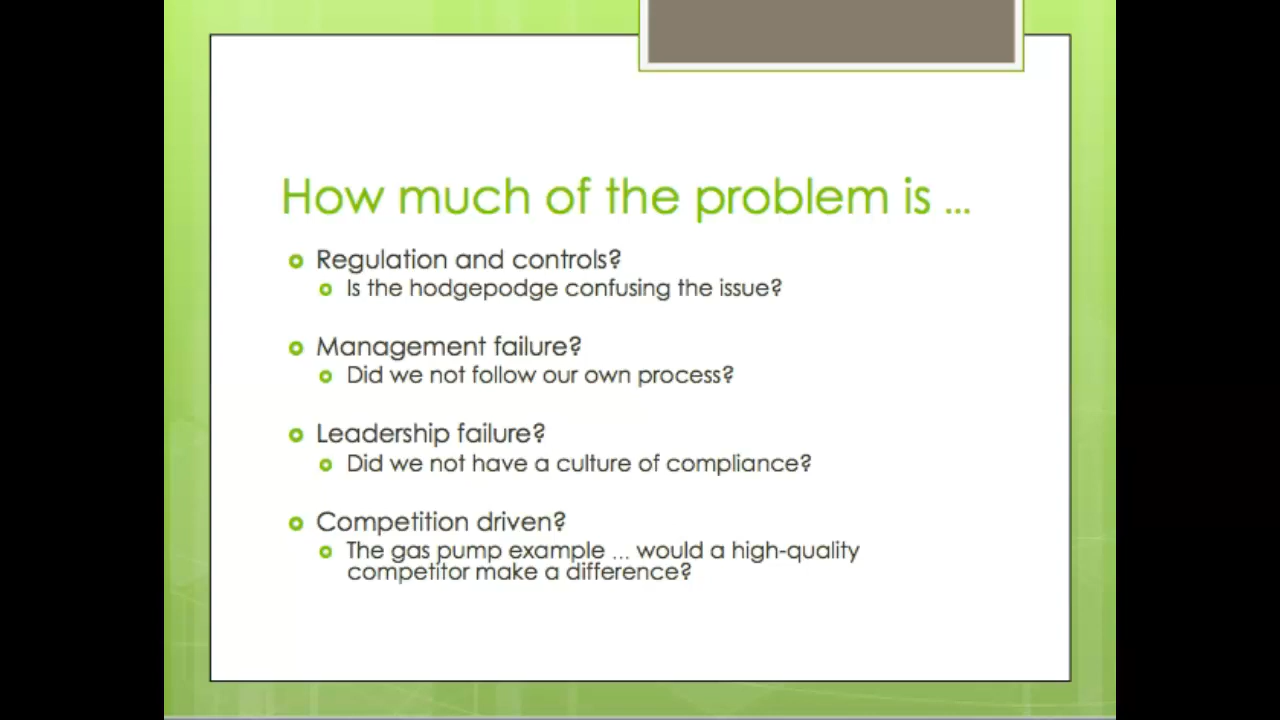 How much of the problem is ...
Regulation and controls?
Is the hodgepodge confusing the issue?
Management failure?
Did we not follow our own process?
Leadership failure?
Did we not have a culture of compliance?
Competition driven?
The gas pump example ... would a high-quality
competitor make a difference?